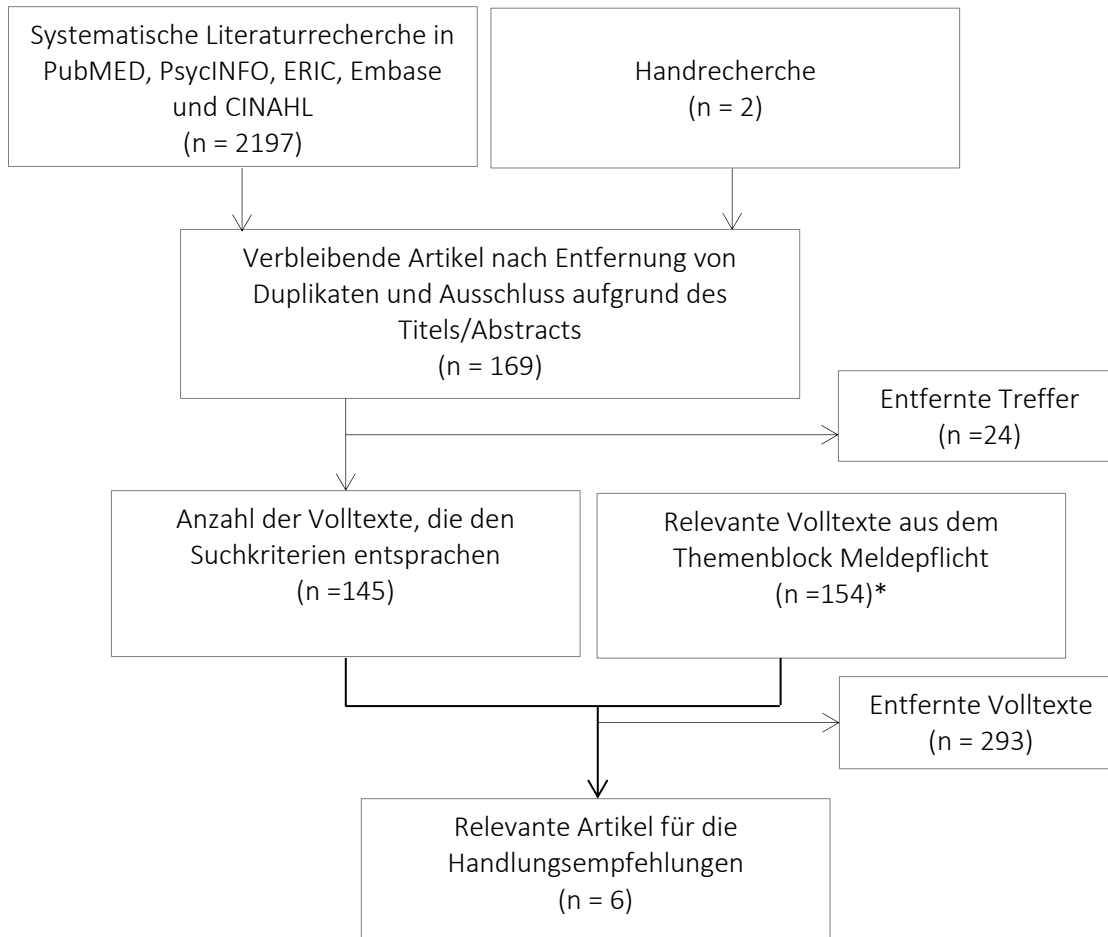 Systematische Literaturrecherche in
PubMED, PsycINFO, ERIC, Embase
und CINAHL
(n = 2197)
Handrecherche
(n = 2)
Verbleibende Artikel nach Entfernung von
Duplikaten und Ausschluss aufgrund des
Titels/Abstracts
(n = 169)
Entfernte Treffer
(n =24)
Anzahl der Volltexte, die den
Suchkriterien entsprachen
(n =145)
Relevante Volltexte aus dem
Themenblock Meldepflicht
(n =154)*
Entfernte Volltexte
(n = 293)
Relevante Artikel für die
Handlungsempfehlungen
(n = 6)